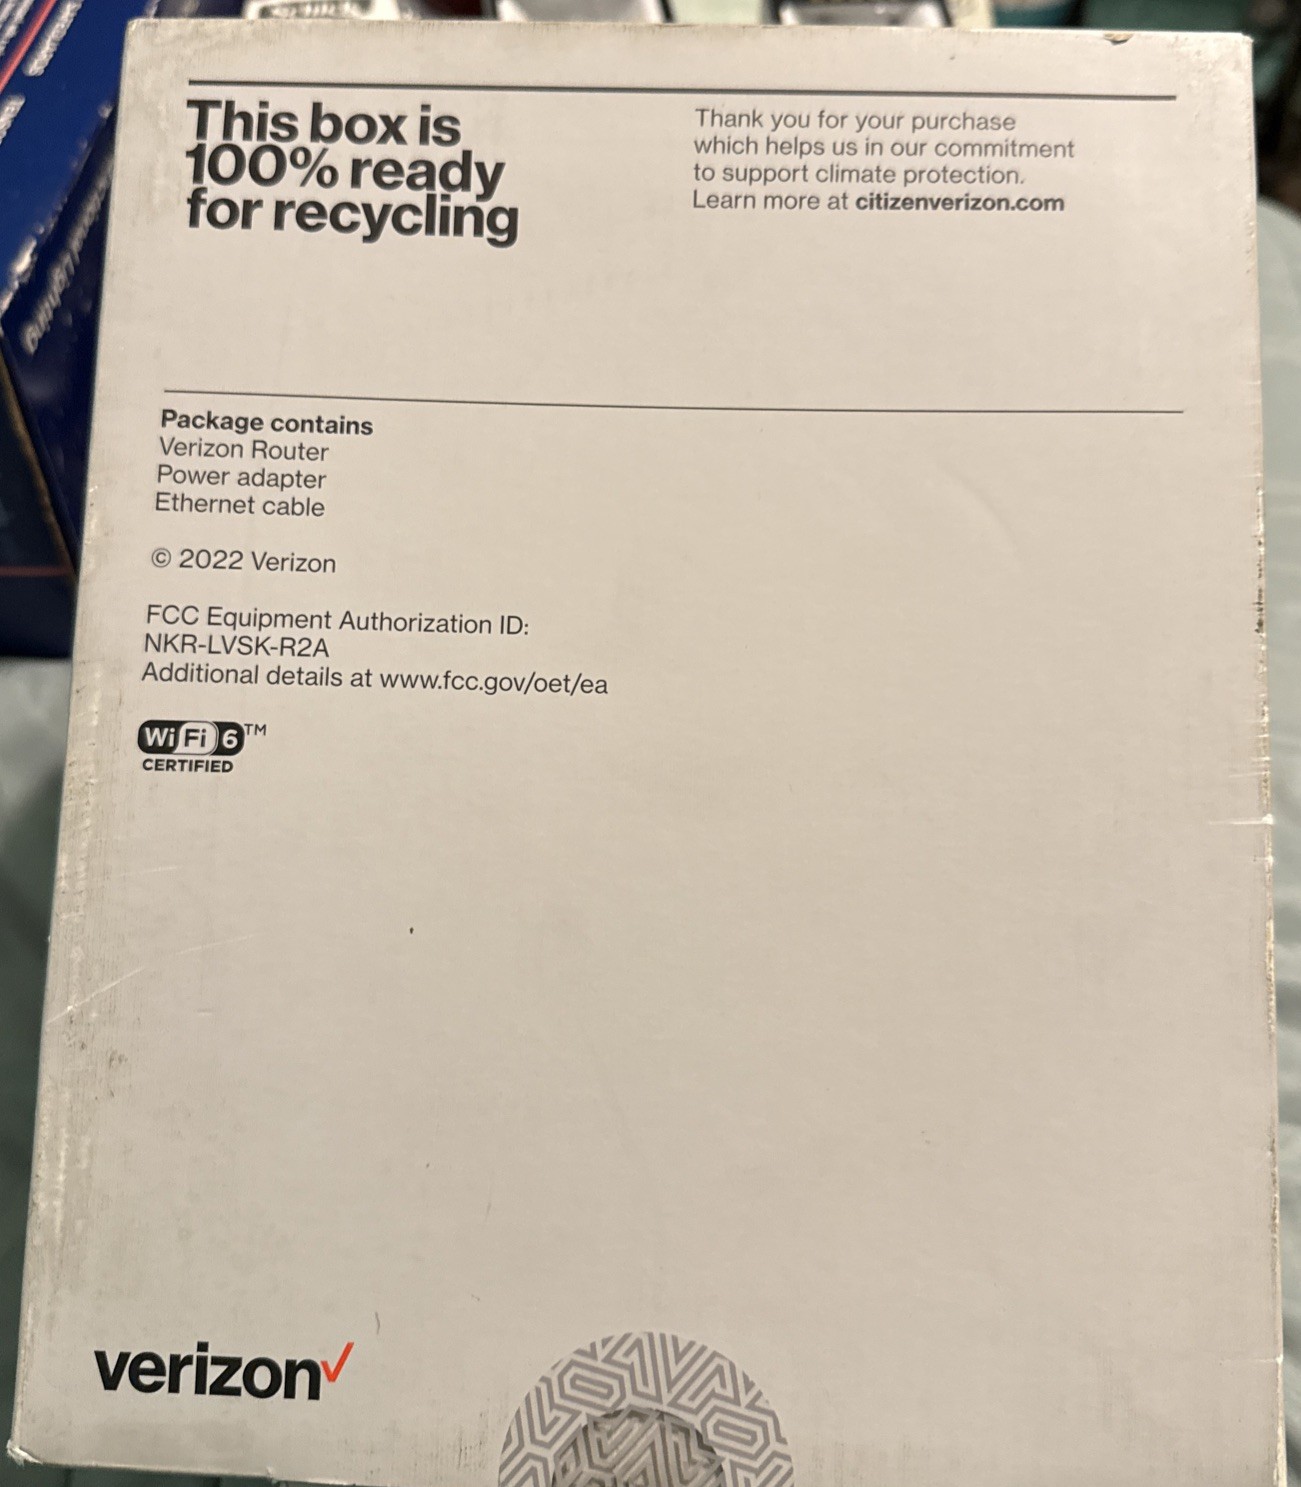 This box is
100% ready
for recycling
Thank you for your purchase
which helps us in our commitment
to support climate protection.
Learn more at citizenverizon.com
Package contains
Verizon Router
Power adapter
Ethernet cable
© 2022 Verizon
FCC Equipment Authorization ID:
NKR-LVSK-R2A
Additional details at www.fcc.gov/oet/ea
Wi Fi 6™
CERTIFIED
verizon✓